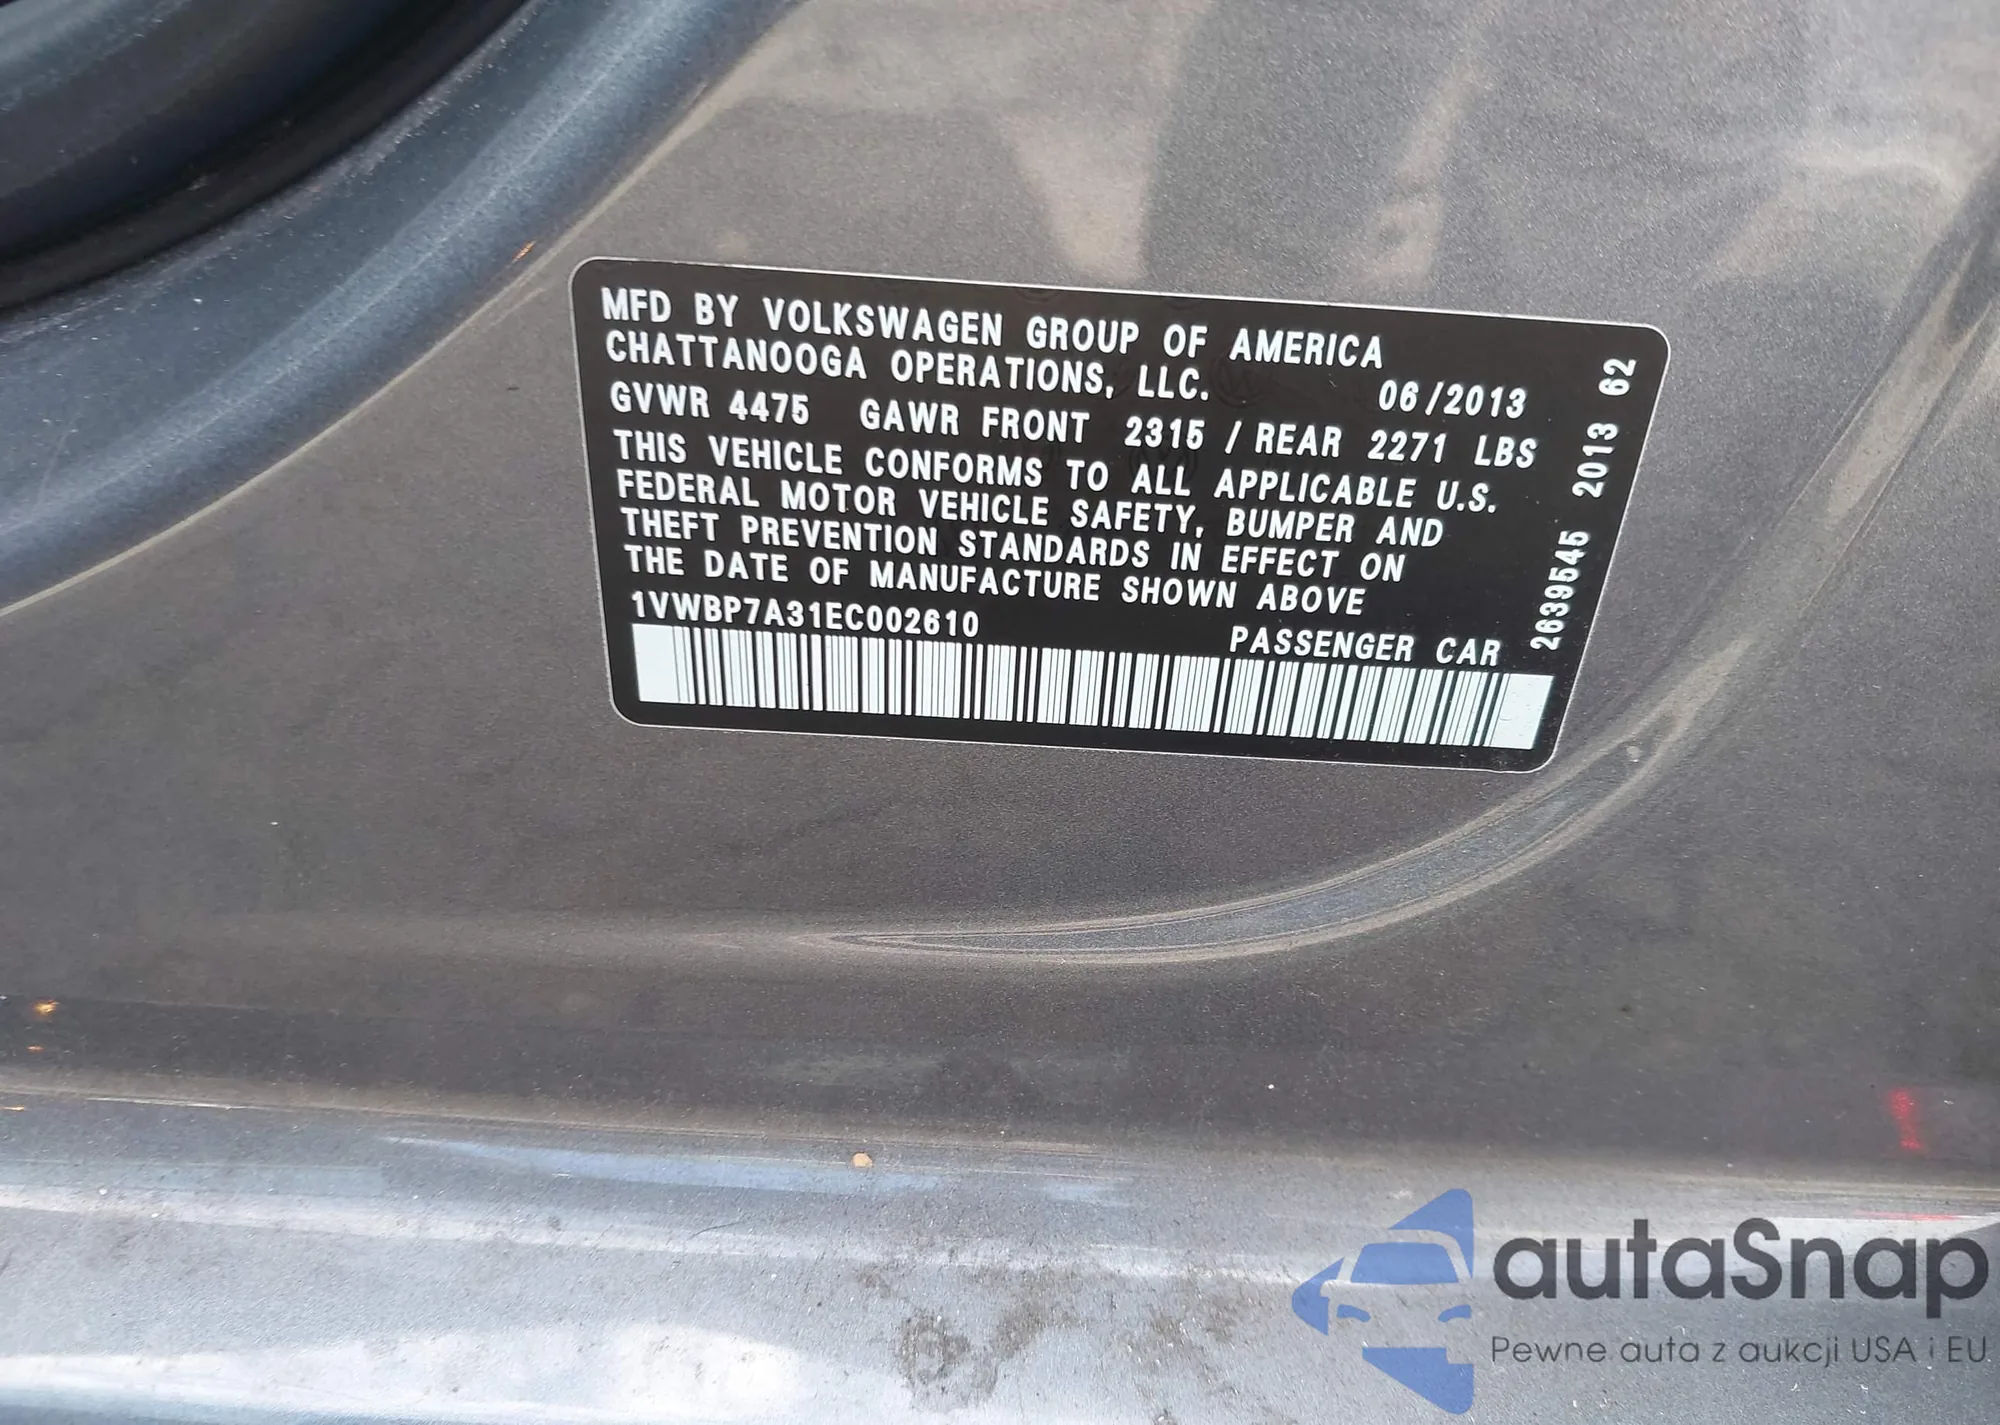 MFD BY VOLKSWAGEN GROUP OF AMERICA
CHATTANOOGA OPERATIONS, LLC. 06/2013
GVWR 4475 GAWR FRONT 2315 / REAR 2271 LBS
THIS VEHICLE CONFORMS TO ALL APPLICABLE U.S.
FEDERAL MOTOR VEHICLE SAFETY, BUMPER AND
THEFT PREVENTION STANDARDS IN EFFECT ON
THE DATE OF MANUFACTURE SHOWN ABOVE
1VWBP7A31EC002610 PASSENGER CAR
2639545 2013 62
autaSnap
Pewne auta z aukcji USA i EU